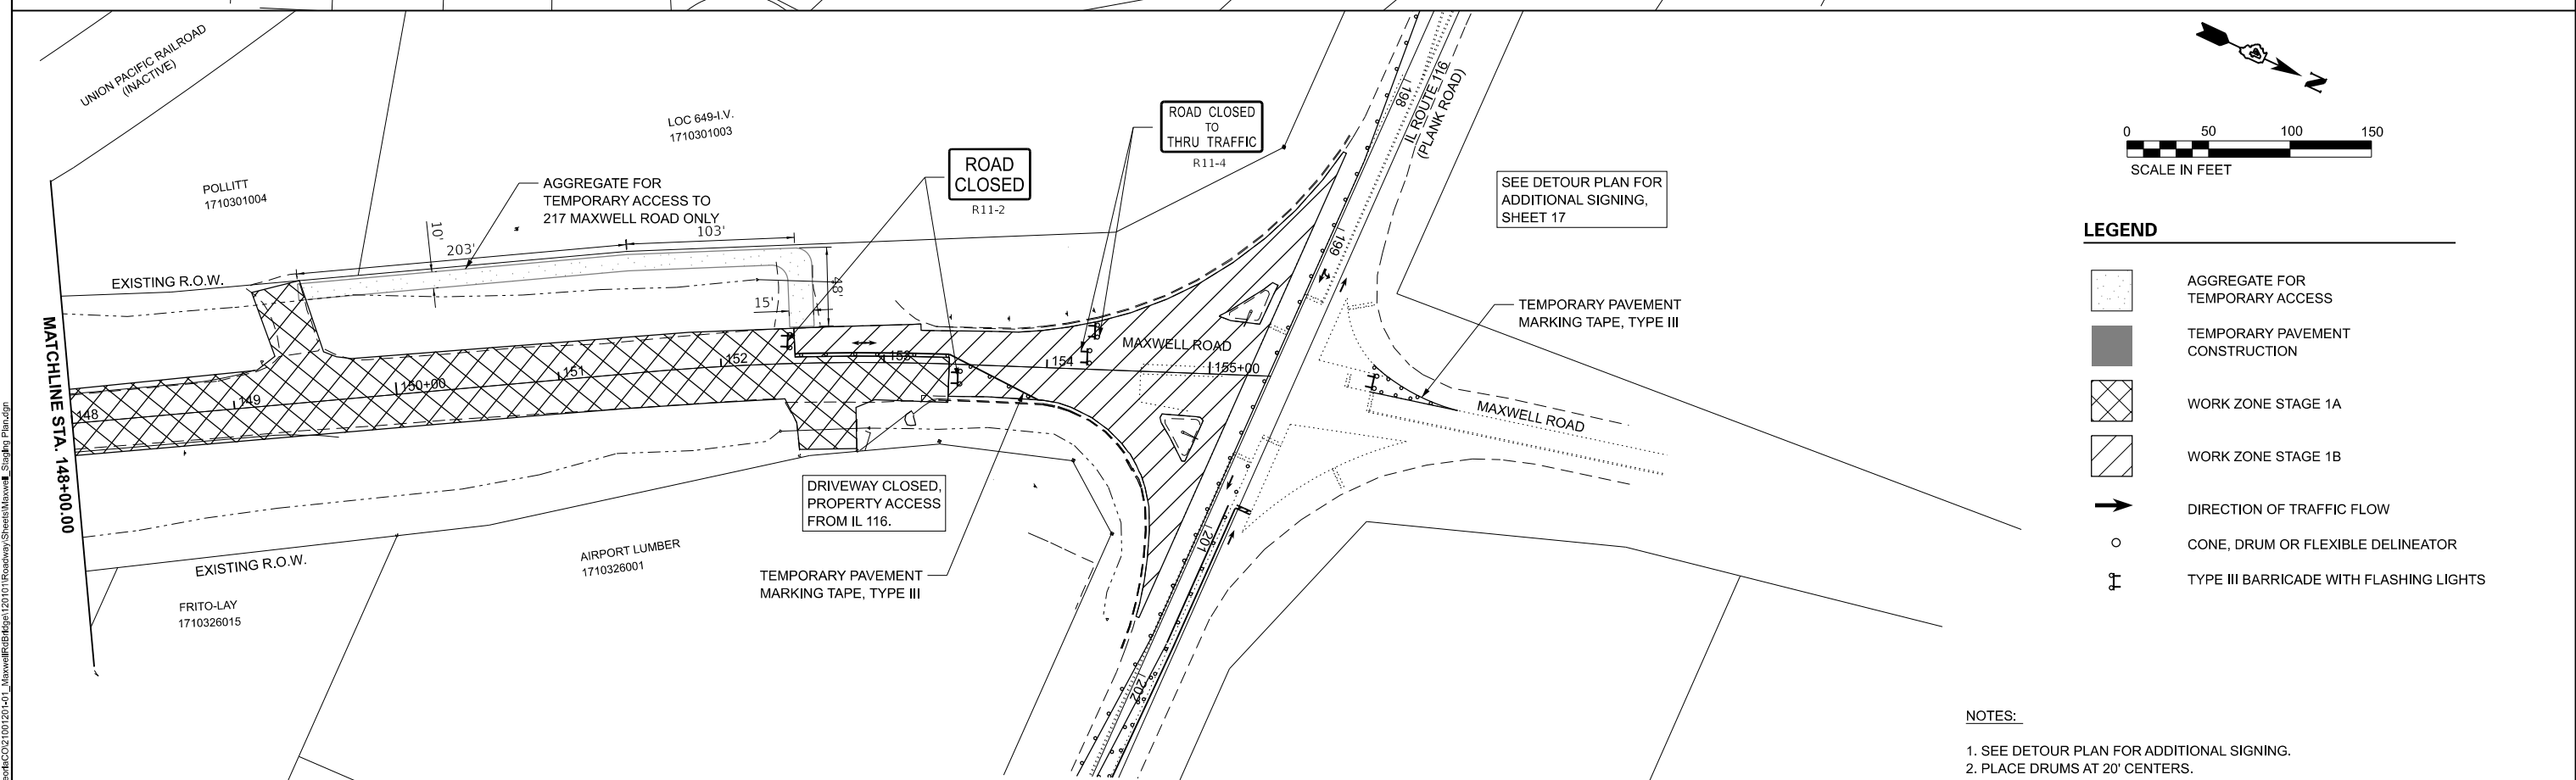 UNION PACIFIC RAILROAD
(INACTIVE)
LOC 649-I.V.
1710301003
POLLITT
1710301004
AGGREGATE FOR
TEMPORARY ACCESS TO
217 MAXWELL ROAD ONLY
10'
203'
103'
48'
15'
EXISTING R.O.W.
ROAD
CLOSED
R11-2
ROAD CLOSED
TO
THRU TRAFFIC
R11-4
IL ROUTE 116
(PLANK ROAD)
198
199
201
202
SEE DETOUR PLAN FOR
ADDITIONAL SIGNING,
SHEET 17
TEMPORARY PAVEMENT
MARKING TAPE, TYPE III
MAXWELL ROAD
MAXWELL ROAD
MATCHLINE STA. 148+00.00
148
149
150+00
151
152
153
154
155+00
DRIVEWAY CLOSED,
PROPERTY ACCESS
FROM IL 116.
TEMPORARY PAVEMENT
MARKING TAPE, TYPE III
EXISTING R.O.W.
AIRPORT LUMBER
1710326001
FRITO-LAY
1710326015
N
0 50 100 150
SCALE IN FEET
LEGEND
AGGREGATE FOR
TEMPORARY ACCESS
TEMPORARY PAVEMENT
CONSTRUCTION
WORK ZONE STAGE 1A
WORK ZONE STAGE 1B
DIRECTION OF TRAFFIC FLOW
CONE, DRUM OR FLEXIBLE DELINEATOR
TYPE III BARRICADE WITH FLASHING LIGHTS
NOTES:
1. SEE DETOUR PLAN FOR ADDITIONAL SIGNING.
2. PLACE DRUMS AT 20' CENTERS.